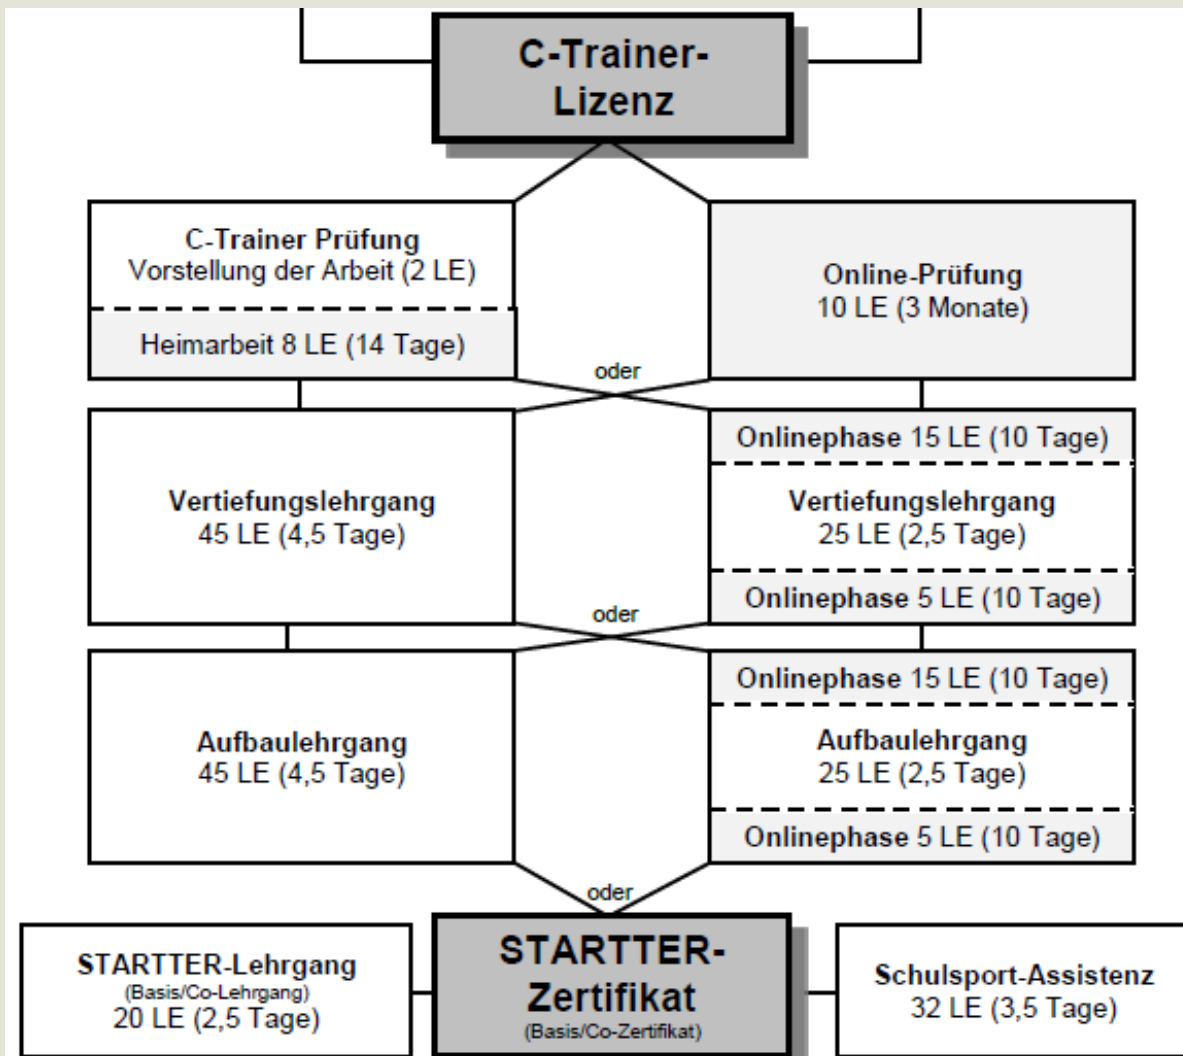 C-Trainer-
Lizenz
C-Trainer Prüfung
Vorstellung der Arbeit (2 LE)
Heimarbeit 8 LE (14 Tage)
Online-Prüfung
10 LE (3 Monate)
oder
Vertiefungslehrgang
45 LE (4,5 Tage)
Onlinephase 15 LE (10 Tage)
Vertiefungslehrgang
25 LE (2,5 Tage)
Onlinephase 5 LE (10 Tage)
oder
Aufbaulehrgang
45 LE (4,5 Tage)
Onlinephase 15 LE (10 Tage)
Aufbaulehrgang
25 LE (2,5 Tage)
Onlinephase 5 LE (10 Tage)
oder
STARTTER-Lehrgang
(Basis/Co-Lehrgang)
20 LE (2,5 Tage)
STARTTER-
Zertifikat
(Basis/Co-Zertifikat)
Schulsport-Assistenz
32 LE (3,5 Tage)